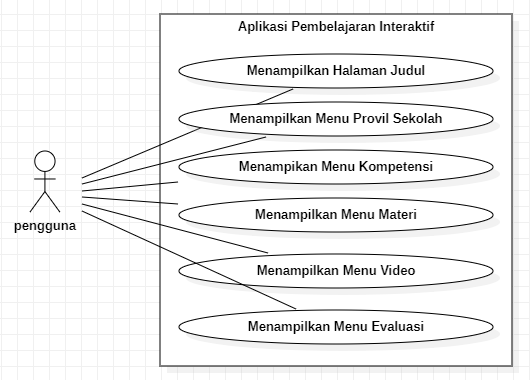 Aplikasi Pembelajaran Interaktif
Menampilkan Halaman Judul
Menampilkan Menu Provil Sekolah
Menampikan Menu Kompetensi
Menampilkan Menu Materi
pengguna
Menampilkan Menu Video
Menampilkan Menu Evaluasi